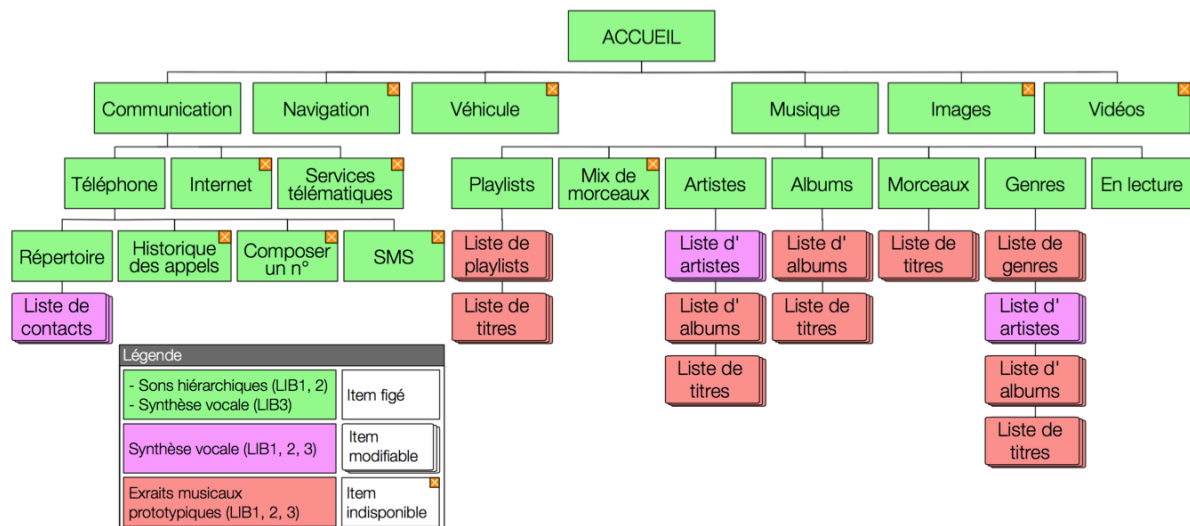 ACCUEIL
Communication
Navigation
Véhicule
Musique
Images
Vidéos
Téléphone
Internet
Services
télématiques
Playlists
Mix de
morceaux
Artistes
Albums
Morceaux
Genres
En lecture
Répertoire
Historique
des appels
Composer
un n°
SMS
Liste de
playlists
Liste d'
artistes
Liste d'
albums
Liste de
titres
Liste de
genres
Liste de
contacts
Liste de
titres
Liste d'
albums
Liste de
titres
Liste d'
artistes
Liste de
titres
Liste d'
albums
Liste de
titres
Légende
- Sons hiérarchiques (LIB1, 2)
- Synthèse vocale (LIB3)
Item figé
Synthèse vocale (LIB1, 2, 3)
Item
modifiable
Exraits musicaux
prototypiques (LIB1, 2, 3)
Item
indisponible